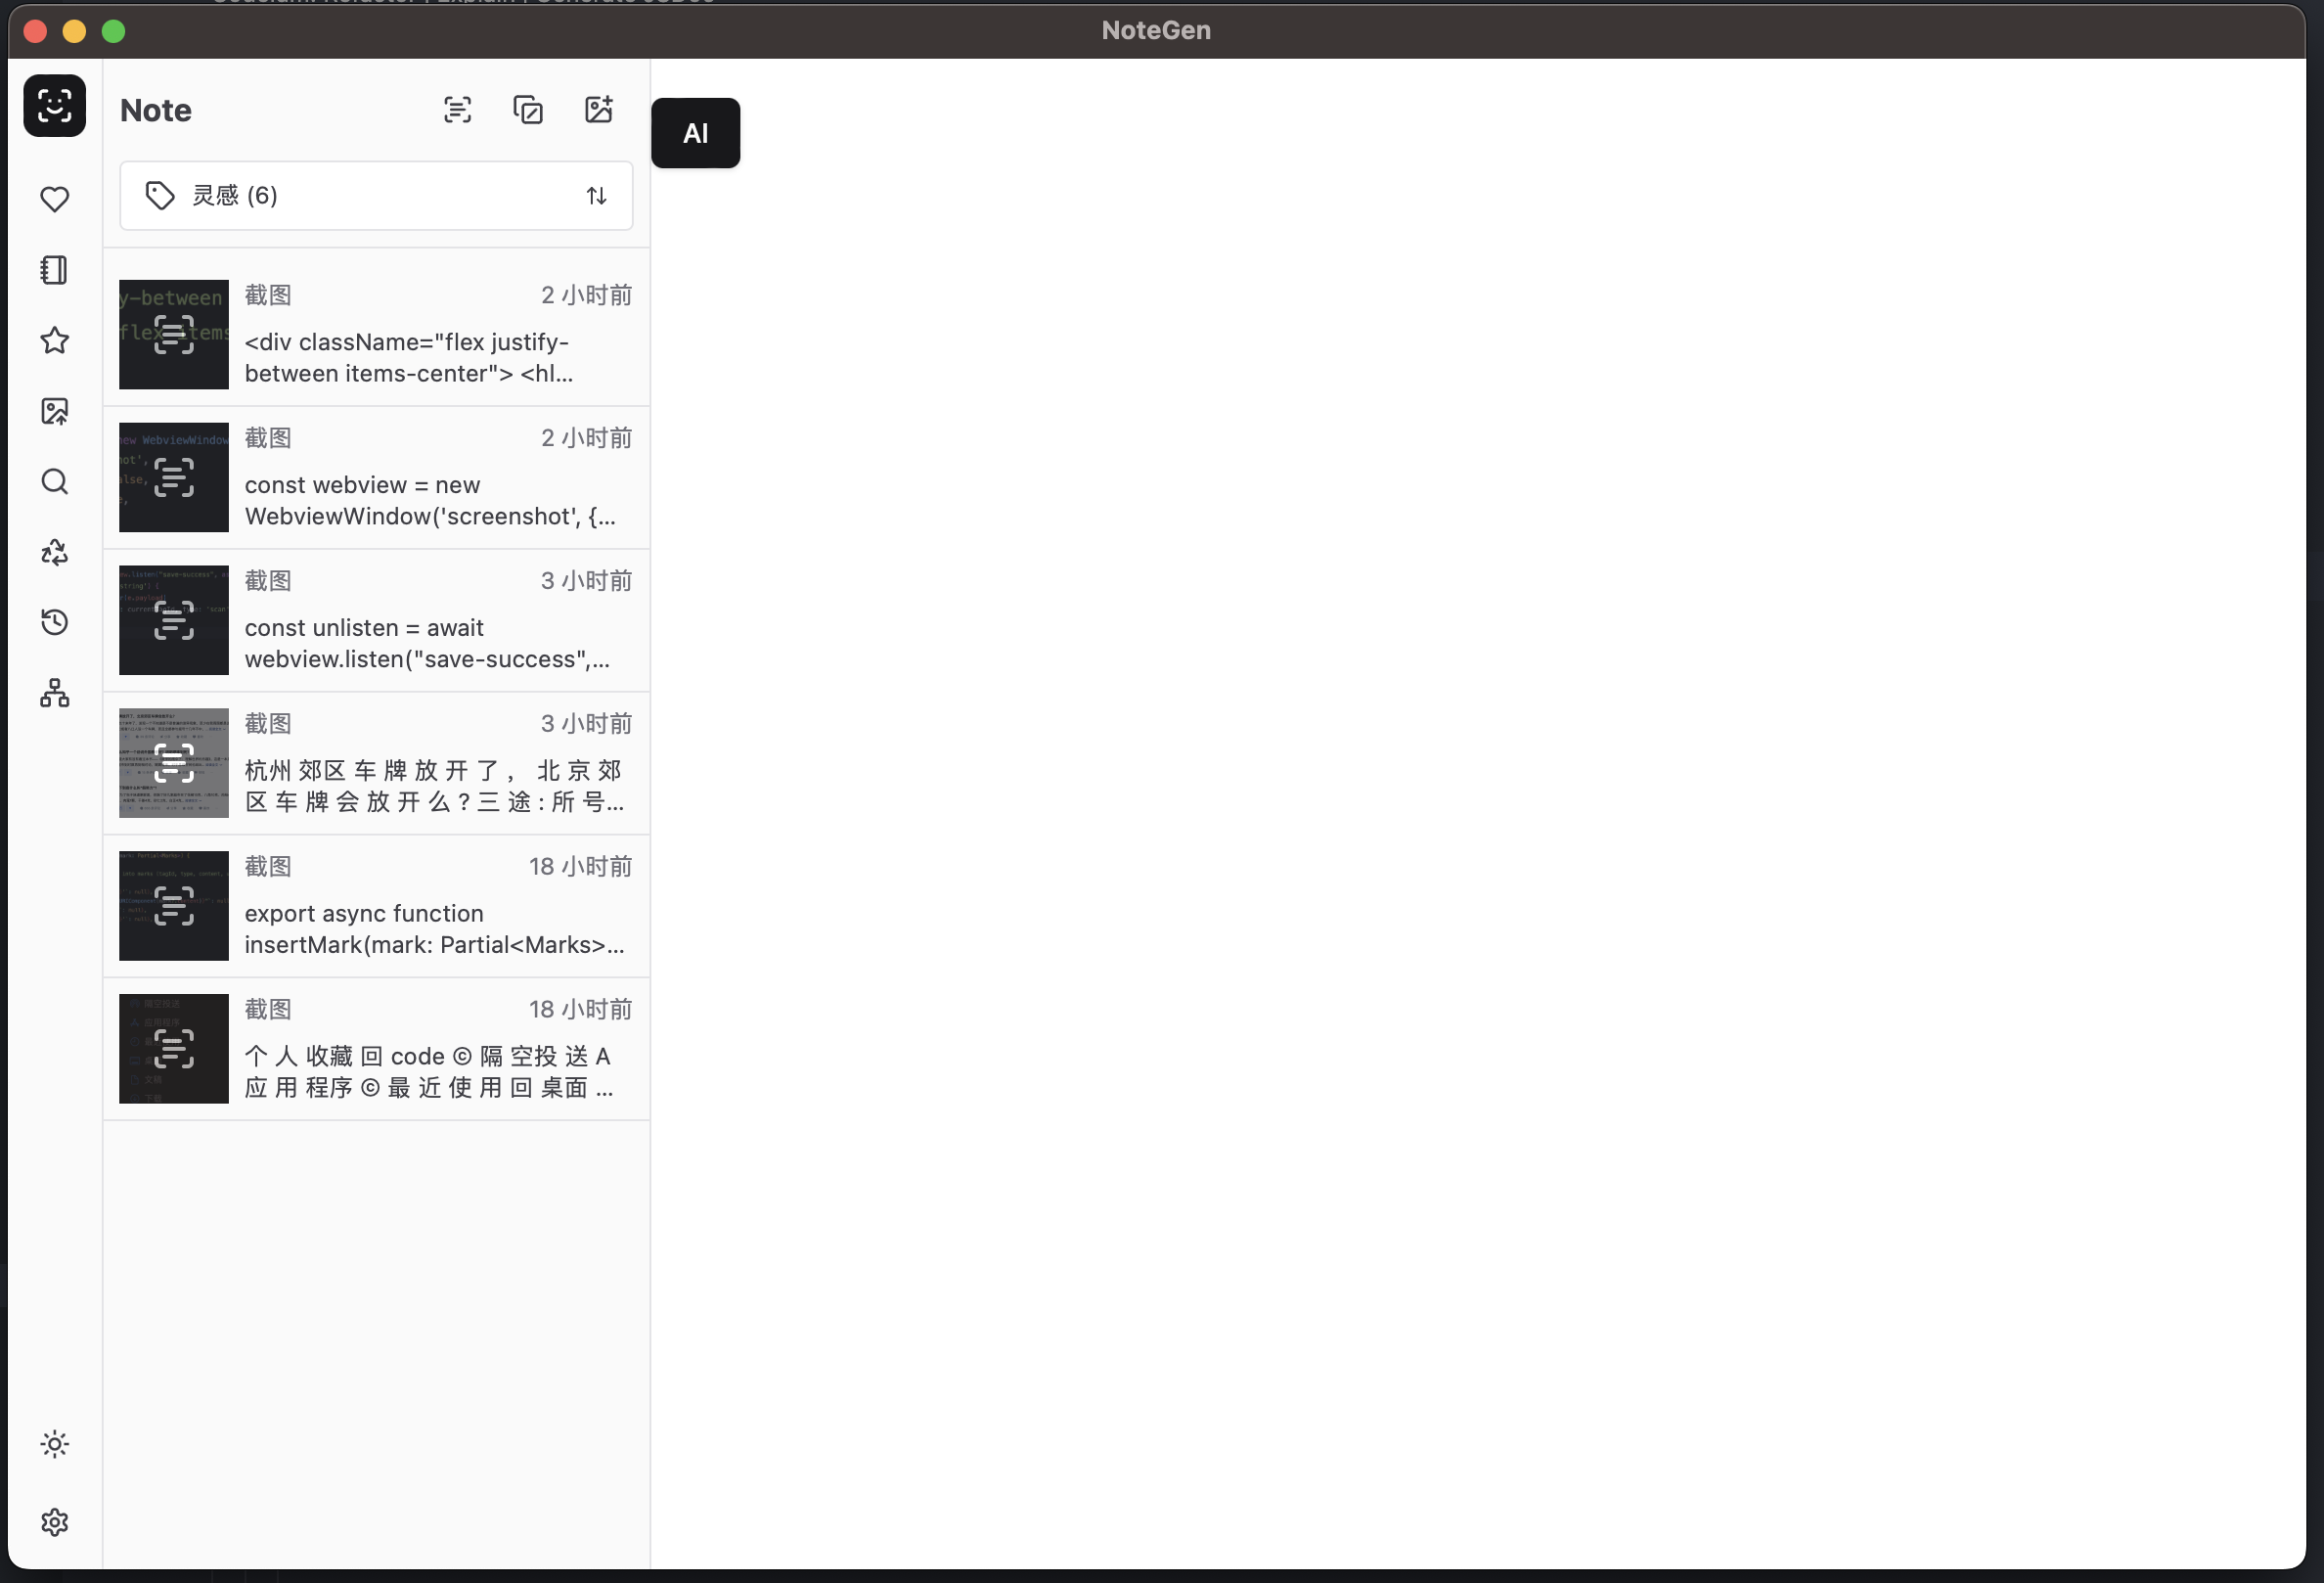 NoteGen
Note
AI
灵感 (6)
y-between
flex items
截图
2 小时前
<div className="flex justify-
between items-center"> <hl...
new WebviewWindow
截图
2 小时前
const webview = new
WebviewWindow('screenshot', {...
截图
3 小时前
const unlisten = await
webview.listen("save-success",...
截图
3 小时前
杭州 郊区 车 牌 放 开 了 ， 北 京 郊
区 车 牌 会 放 开 么 ? 三 途 : 所 号...
截图
18 小时前
export async function
insertMark(mark: Partial<Marks>...
截图
18 小时前
个 人 收藏 回 code © 隔 空投 送 A
应 用 程序 © 最 近 使 用 回 桌面 ...